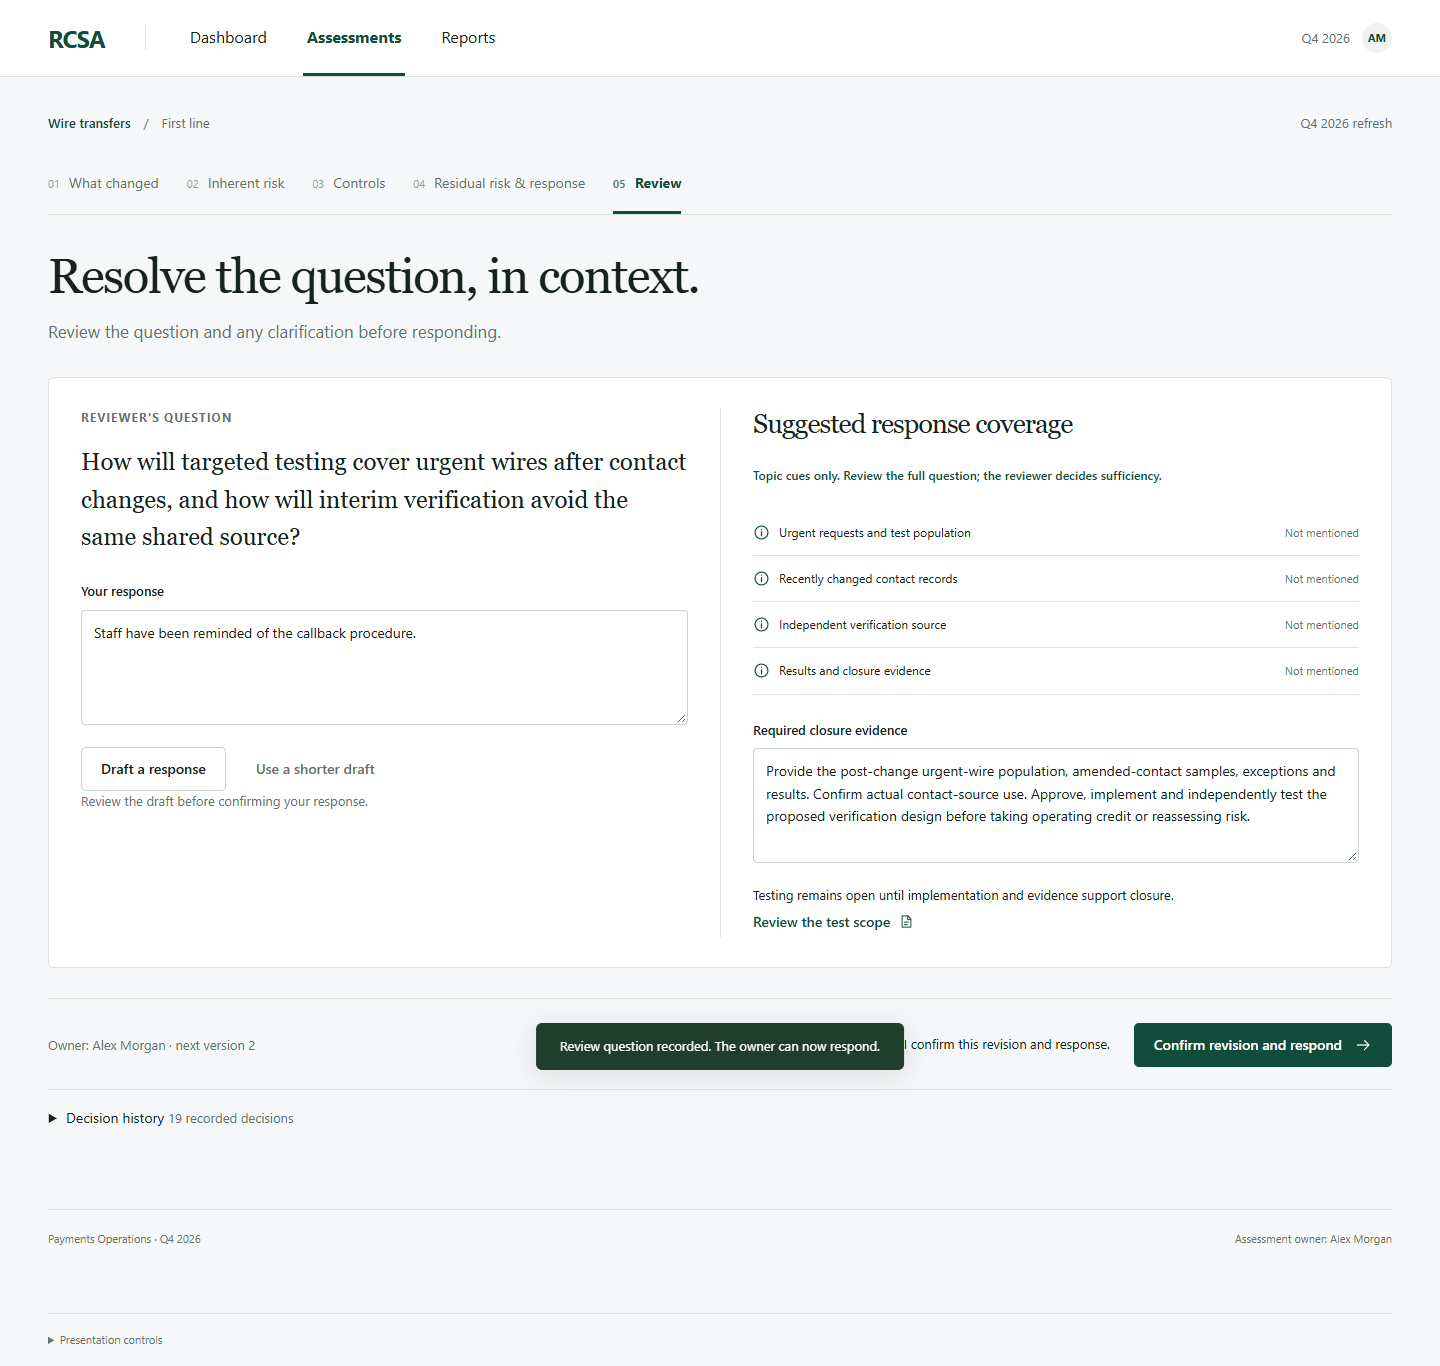 RCSA
Dashboard
Assessments
Reports
Q4 2026
AM
Wire transfers / First line
Q4 2026 refresh
01 What changed
02 Inherent risk
03 Controls
04 Residual risk & response
05 Review
Resolve the question, in context.
Review the question and any clarification before responding.
REVIEWER'S QUESTION
How will targeted testing cover urgent wires after contact
changes, and how will interim verification avoid the
same shared source?
Your response
Staff have been reminded of the callback procedure.
Draft a response
Use a shorter draft
Review the draft before confirming your response.
Suggested response coverage
Topic cues only. Review the full question; the reviewer decides sufficiency.
Urgent requests and test population
Not mentioned
Recently changed contact records
Not mentioned
Independent verification source
Not mentioned
Results and closure evidence
Not mentioned
Required closure evidence
Provide the post-change urgent-wire population, amended-contact samples, exceptions and
results. Confirm actual contact-source use. Approve, implement and independently test the
proposed verification design before taking operating credit or reassessing risk.
Testing remains open until implementation and evidence support closure.
Review the test scope
Owner: Alex Morgan · next version 2
Review question recorded. The owner can now respond.
I confirm this revision and response.
Confirm revision and respond →
Decision history 19 recorded decisions
Payments Operations · Q4 2026
Assessment owner: Alex Morgan
Presentation controls